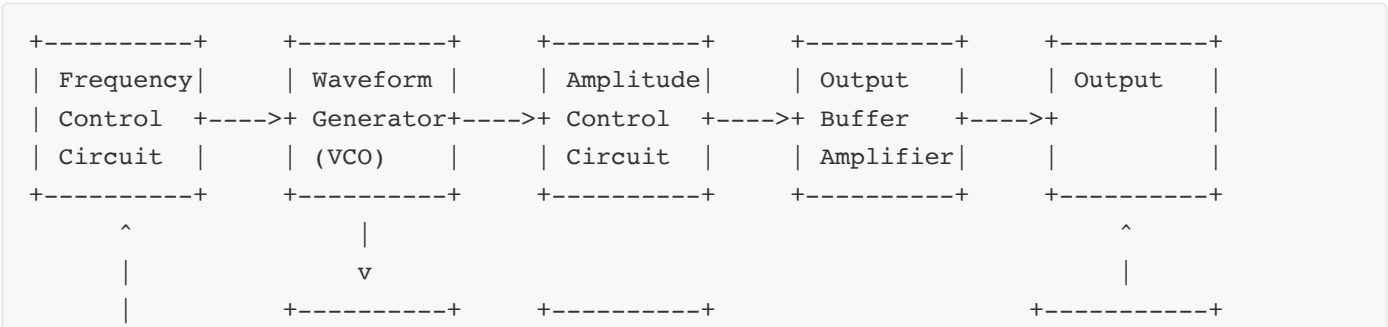 +----------+     +----------+     +----------+     +----------+     +----------+
| Frequency|     | Waveform |     | Amplitude|     | Output   |     | Output   |
| Control  +---->+ Generator+---->+ Control  +---->+ Buffer   +---->+          |
| Circuit  |     | (VCO)    |     | Circuit  |     | Amplifier|     |          |
+----------+     +----------+     +----------+     +----------+     +----------+
      ^               |                                                  ^
      |               v                                                  |
      |          +----------+     +----------+                     +-----------+